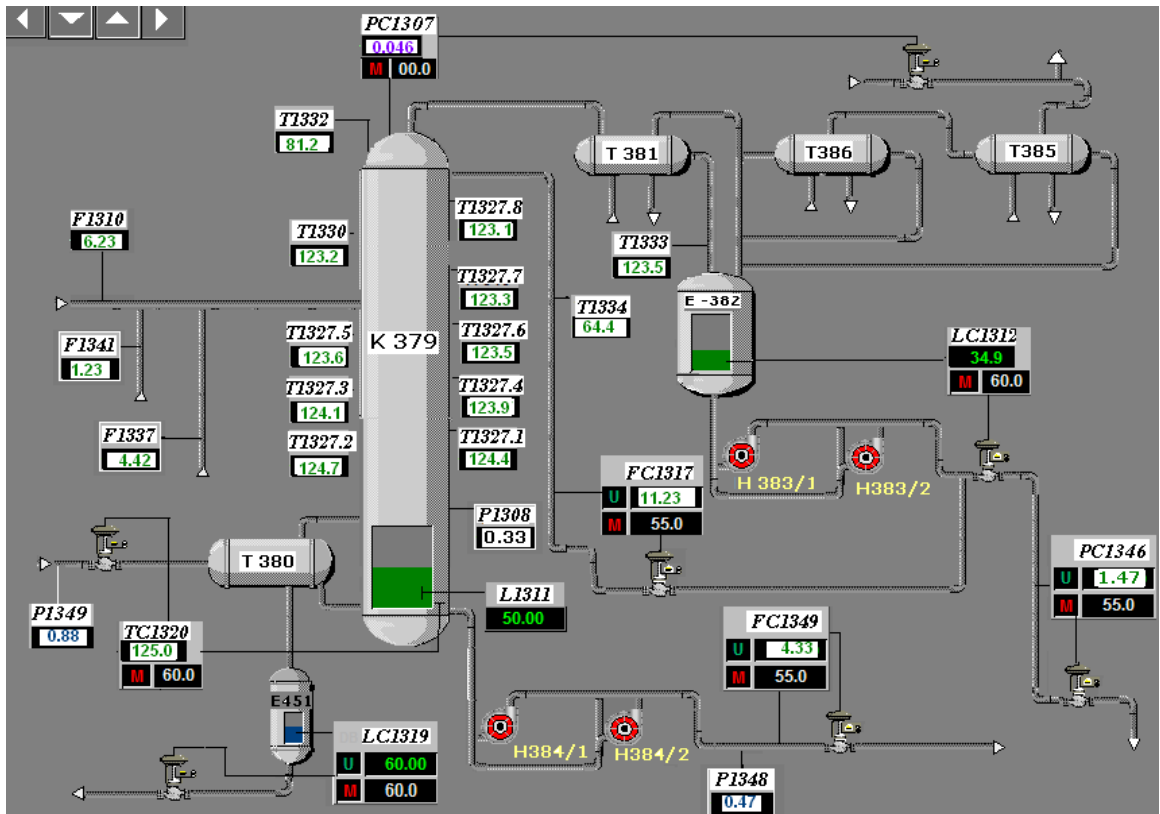 PC1307
0.046
M 00.0
T1332
81.2
F1310
6.23
T1330
123.2
T1327.8
123.1
T 381
T386
T385
T1333
123.5
T1327.7
123.3
E -382
T1334
64.4
F1341
1.23
T1327.5
123.6
K 379
T1327.6
123.5
LC1312
34.9
M 60.0
T1327.3
124.1
T1327.4
123.9
F1337
4.42
T1327.2
124.7
T1327.1
124.4
FC1317
U 11.23
M 55.0
H 383/1
H383/2
P1308
0.33
T 380
PC1346
U 1.47
M 55.0
P1349
0.88
L1311
50.00
TC1320
125.0
M 60.0
FC1349
U 4.33
M 55.0
E451
LC1319
U 60.00
M 60.0
H384/1
H384/2
P1348
0.47